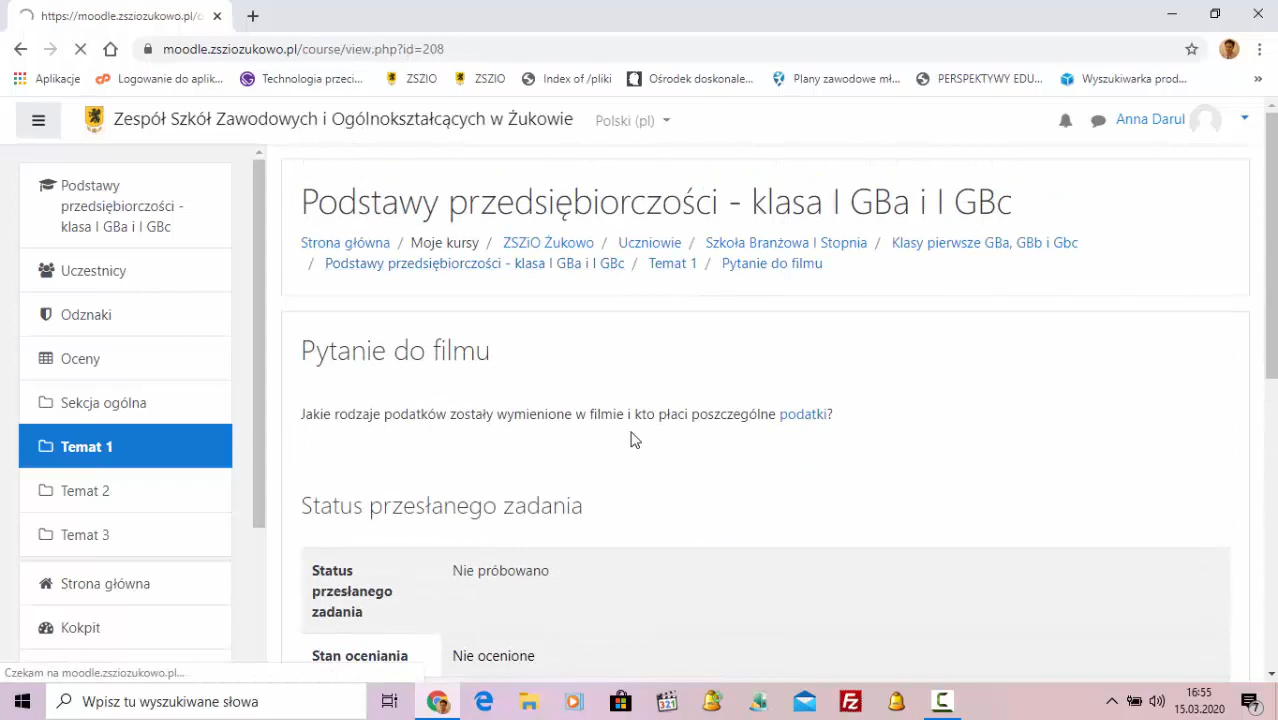 https://moodle.zsziozukowo.pl/c
moodle.zsziozukowo.pl/course/view.php?id=208
Aplikacje
Logowanie do aplik...
Technologia przeci...
ZSZIO
ZSZIO
Index of /pliki
Ośrodek doskonale...
Plany zawodowe mł...
PERSPEKTYWY EDU...
Wyszukiwarka prod...
»
Zespół Szkół Zawodowych i Ogólnokształcących w Żukowie
Polski (pl)
Anna Darul
Podstawy
przedsiębiorczości -
klasa I GBa i I GBc
Uczestnicy
Odznaki
Oceny
Sekcja ogólna
Temat 1
Temat 2
Temat 3
Strona główna
Kokpit
Podstawy przedsiębiorczości - klasa I GBa i I GBc
Strona główna / Moje kursy / ZSZiO Żukowo / Uczniowie / Szkoła Branżowa I Stopnia / Klasy pierwsze GBa, GBb i Gbc
/ Podstawy przedsiębiorczości - klasa I GBa i I GBc / Temat 1 / Pytanie do filmu
Pytanie do filmu
Jakie rodzaje podatków zostały wymienione w filmie i kto płaci poszczególne podatki?
Status przesłanego zadania
Status
przesłanego
zadania
Nie próbowano
Stan oceniania
Nie ocenione
Czekam na moodle.zsziozukowo.pl...
Wpisz tu wyszukiwane słowa
321
16:55
15.03.2020
7